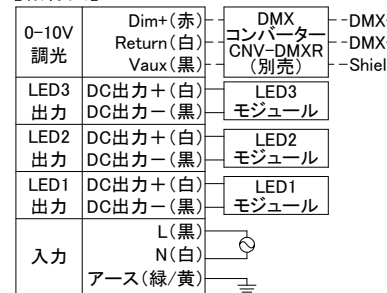 0-10V
調光
Dim+(赤)
Return(白)
Vaux(黒)
DMX
コンバーター
CNV-DMXR
(別売)
DMX
DMX
Shiel
LED3
出力
DC出力+(白)
DC出力-(黒)
LED3
モジュール
LED2
出力
DC出力+(白)
DC出力-(黒)
LED2
モジュール
LED1
出力
DC出力+(白)
DC出力-(黒)
LED1
モジュール
入力
L(黒)
N(白)
アース(緑/黄)